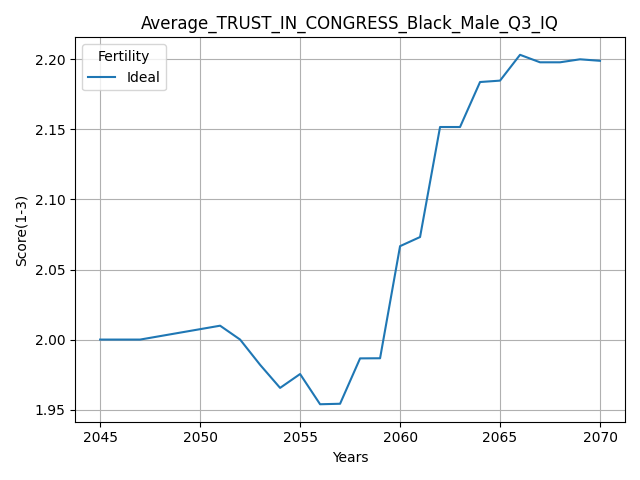 Average_TRUST_IN_CONGRESS_Black_Male_Q3_IQ
Fertility
Ideal
Score(1-3)
2.20
2.15
2.10
2.05
2.00
1.95
2045 2050 2055 2060 2065 2070
Years